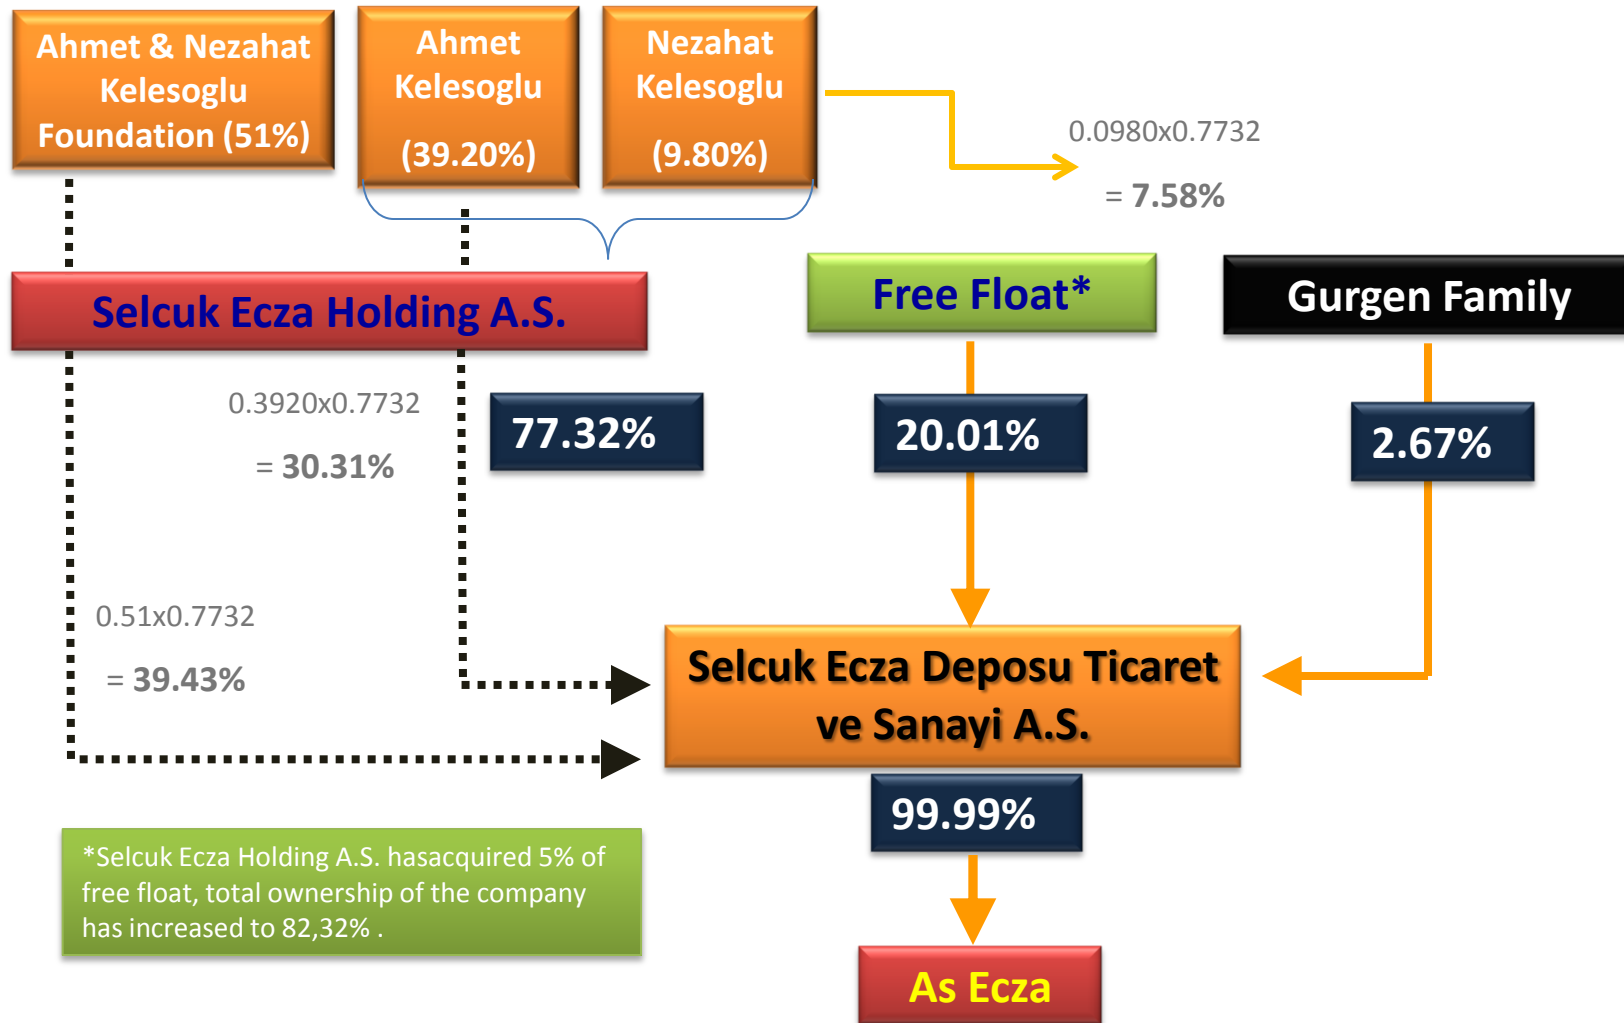 Ahmet & Nezahat
Kelesoglu
Foundation (51%)
Ahmet
Kelesoglu
(39.20%)
Nezahat
Kelesoglu
(9.80%)
0.0980x0.7732
= 7.58%
Selcuk Ecza Holding A.S.
Free Float*
Gurgen Family
0.3920x0.7732
= 30.31%
77.32%
20.01%
2.67%
0.51x0.7732
= 39.43%
Selcuk Ecza Deposu Ticaret
ve Sanayi A.S.
99.99%
*Selcuk Ecza Holding A.S. hasacquired 5% of
free float, total ownership of the company
has increased to 82,32% .
As Ecza